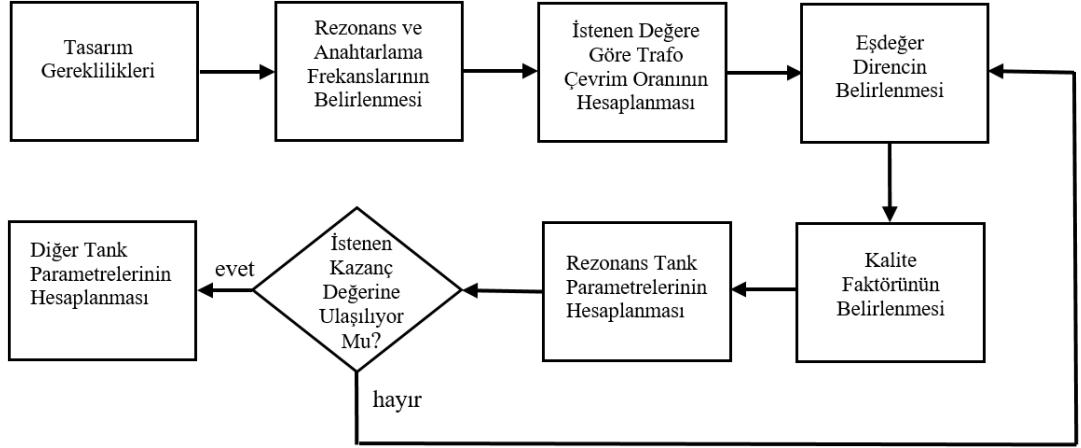 Tasarım
Gereklilikleri
Rezonans ve
Anahtarlama
Frekanslarının
Belirlenmesi
İstenen Değere
Göre Trafo
Çevrim Oranının
Hesaplanması
Eşdeğer
Direncin
Belirlenmesi
Kalite
Faktörünün
Belirlenmesi
Rezonans Tank
Parametrelerinin
Hesaplanması
İstenen
Kazanç
Değerine
Ulaşılıyor
Mu?
evet
Diğer Tank
Parametrelerinin
Hesaplanması
hayır